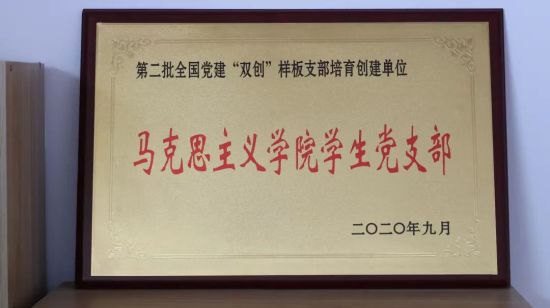 第二批全国党建“双创”样板支部培育创建单位
马克思主义学院学生党支部
二〇二〇年九月